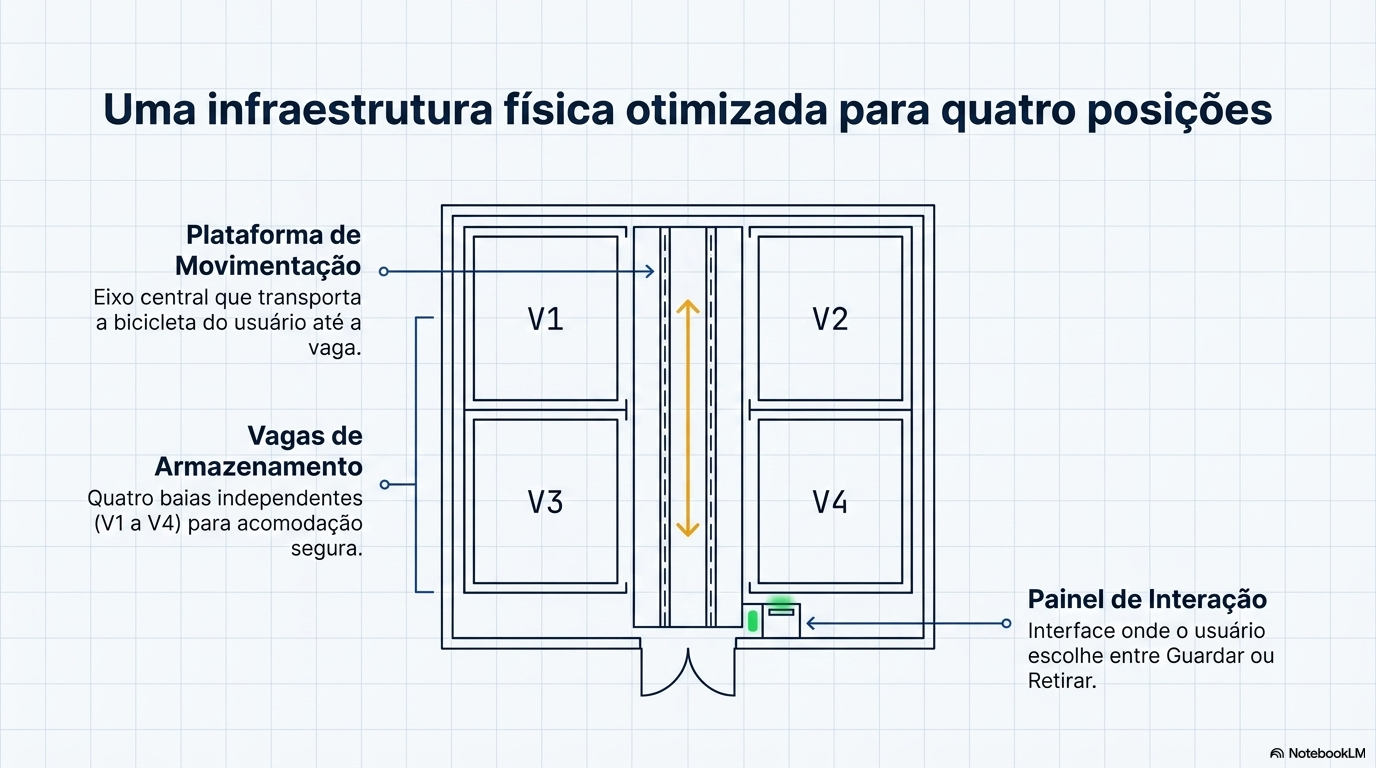 Uma infraestrutura física otimizada para quatro posições
Plataforma de
Movimentação
Eixo central que transporta
a bicicleta do usuário até a
vaga.
V1
V2
Vagas de
Armazenamento
Quatro baias independentes
(V1 a V4) para acomodação
segura.
V3
V4
Painel de Interação
Interface onde o usuário
escolhe entre Guardar ou
Retirar.
NotebookLM